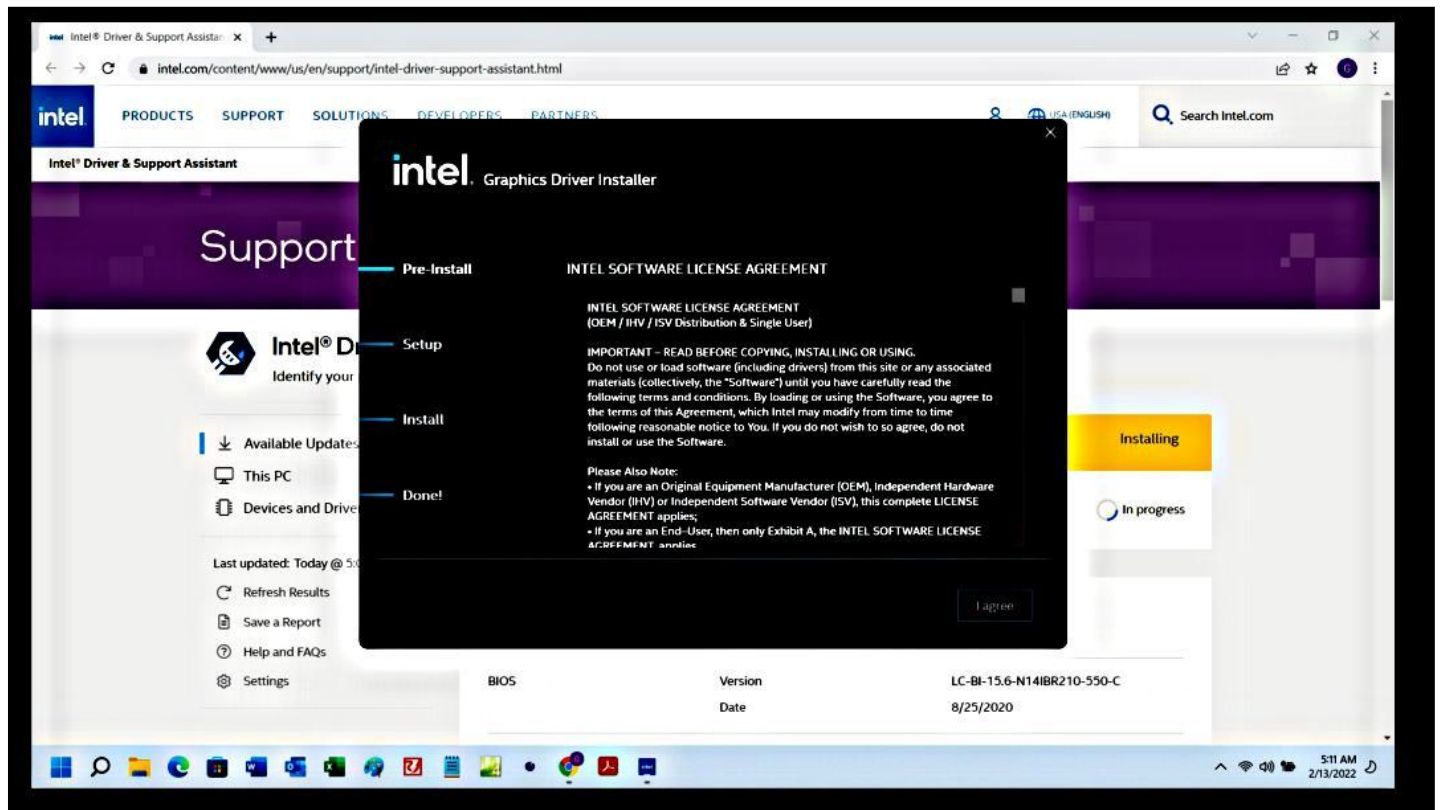 intel Intel® Driver & Support Assistan
intel.com/content/www/us/en/support/intel-driver-support-assistant.html
G
intel. PRODUCTS SUPPORT SOLUTIONS DEVELOPERS PARTNERS USA (ENGLISH) Search Intel.com
Intel® Driver & Support Assistant
Support
intel. Graphics Driver Installer
Pre-Install
Setup
Install
Done!
INTEL SOFTWARE LICENSE AGREEMENT
INTEL SOFTWARE LICENSE AGREEMENT
(OEM / IHV / ISV Distribution & Single User)
IMPORTANT – READ BEFORE COPYING, INSTALLING OR USING.
Do not use or load software (including drivers) from this site or any associated
materials (collectively, the "Software") until you have carefully read the
following terms and conditions. By loading or using the Software, you agree to
the terms of this Agreement, which Intel may modify from time to time
following reasonable notice to You. If you do not wish to so agree, do not
install or use the Software.
Please Also Note:
• If you are an Original Equipment Manufacturer (OEM), Independent Hardware
Vendor (IHV) or Independent Software Vendor (ISV), this complete LICENSE
AGREEMENT applies;
• If you are an End-User, then only Exhibit A, the INTEL SOFTWARE LICENSE
AGREEMENT applies
I agree
Intel® D
Identify your
Available Updates
This PC
Devices and Drive
Last updated: Today @ 5:0
Refresh Results
Save a Report
Help and FAQs
Settings
Installing
In progress
BIOS Version LC-BI-15.6-N14IBR210-550-C
Date 8/25/2020
5:11 AM
2/13/2022